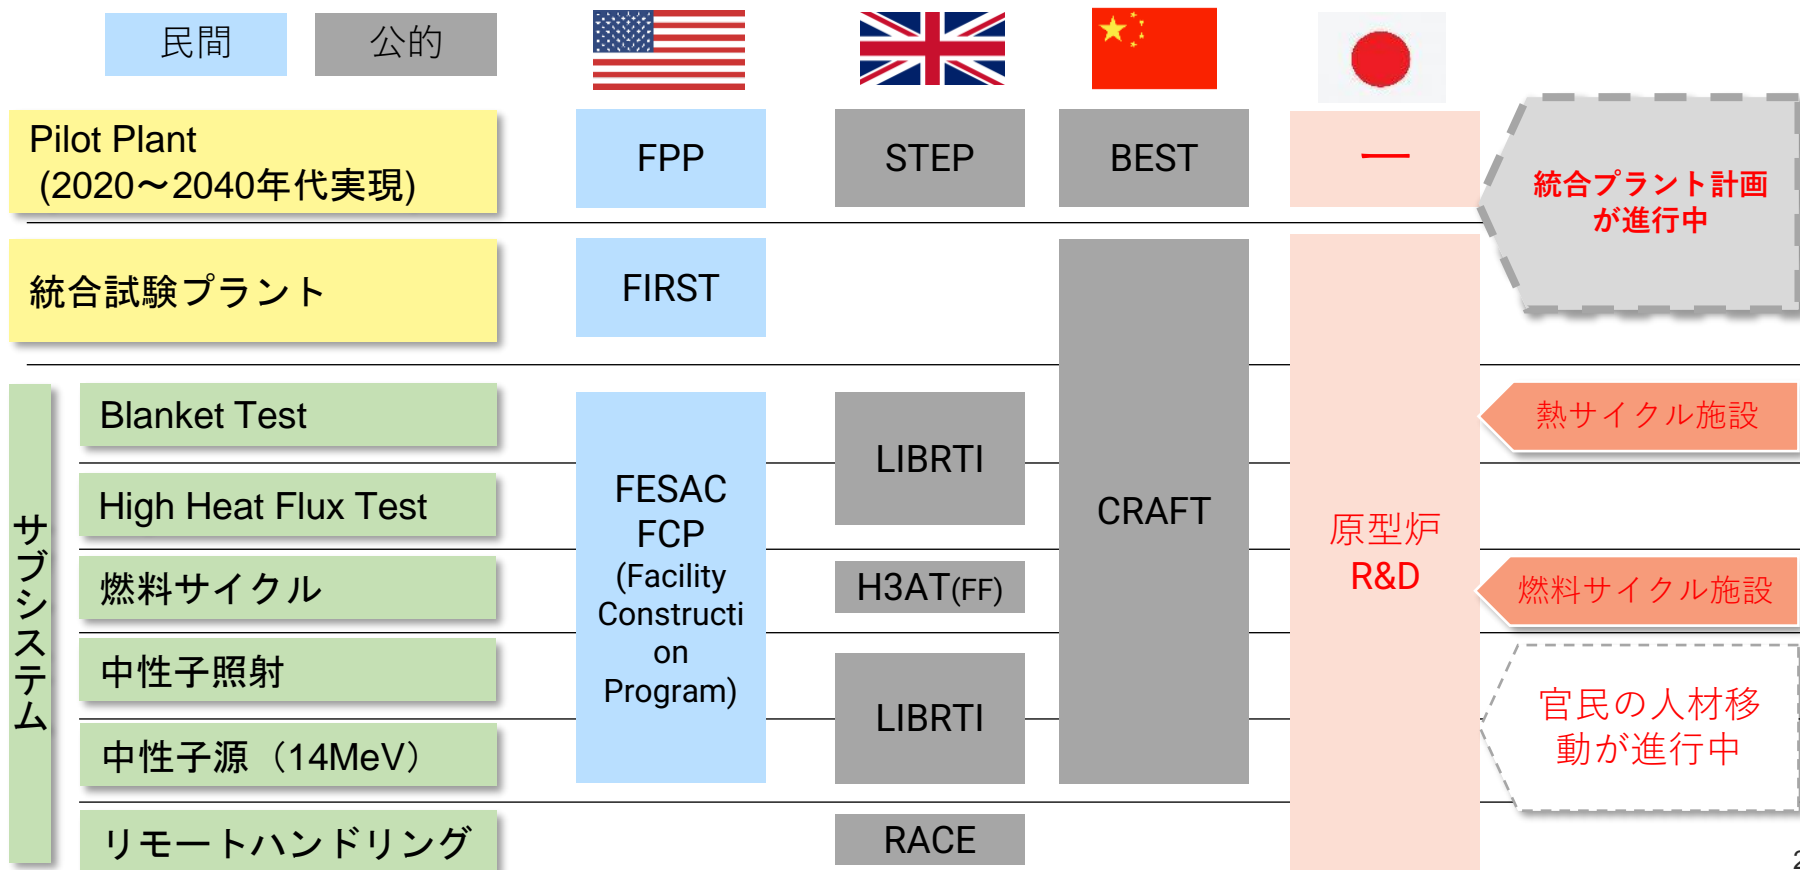 民間
公的
Pilot Plant
(2020～2040年代実現)
FPP
STEP
BEST
ー
統合プラント計画
が進行中
統合試験プラント
FIRST
サブシステム
Blanket Test
High Heat Flux Test
燃料サイクル
中性子照射
中性子源（14MeV）
リモートハンドリング
FESAC
FCP
(Facility
Constructi
on
Program)
LIBRTI
H3AT(FF)
LIBRTI
RACE
CRAFT
原型炉
R&D
熱サイクル施設
燃料サイクル施設
官民の人材移
動が進行中
2